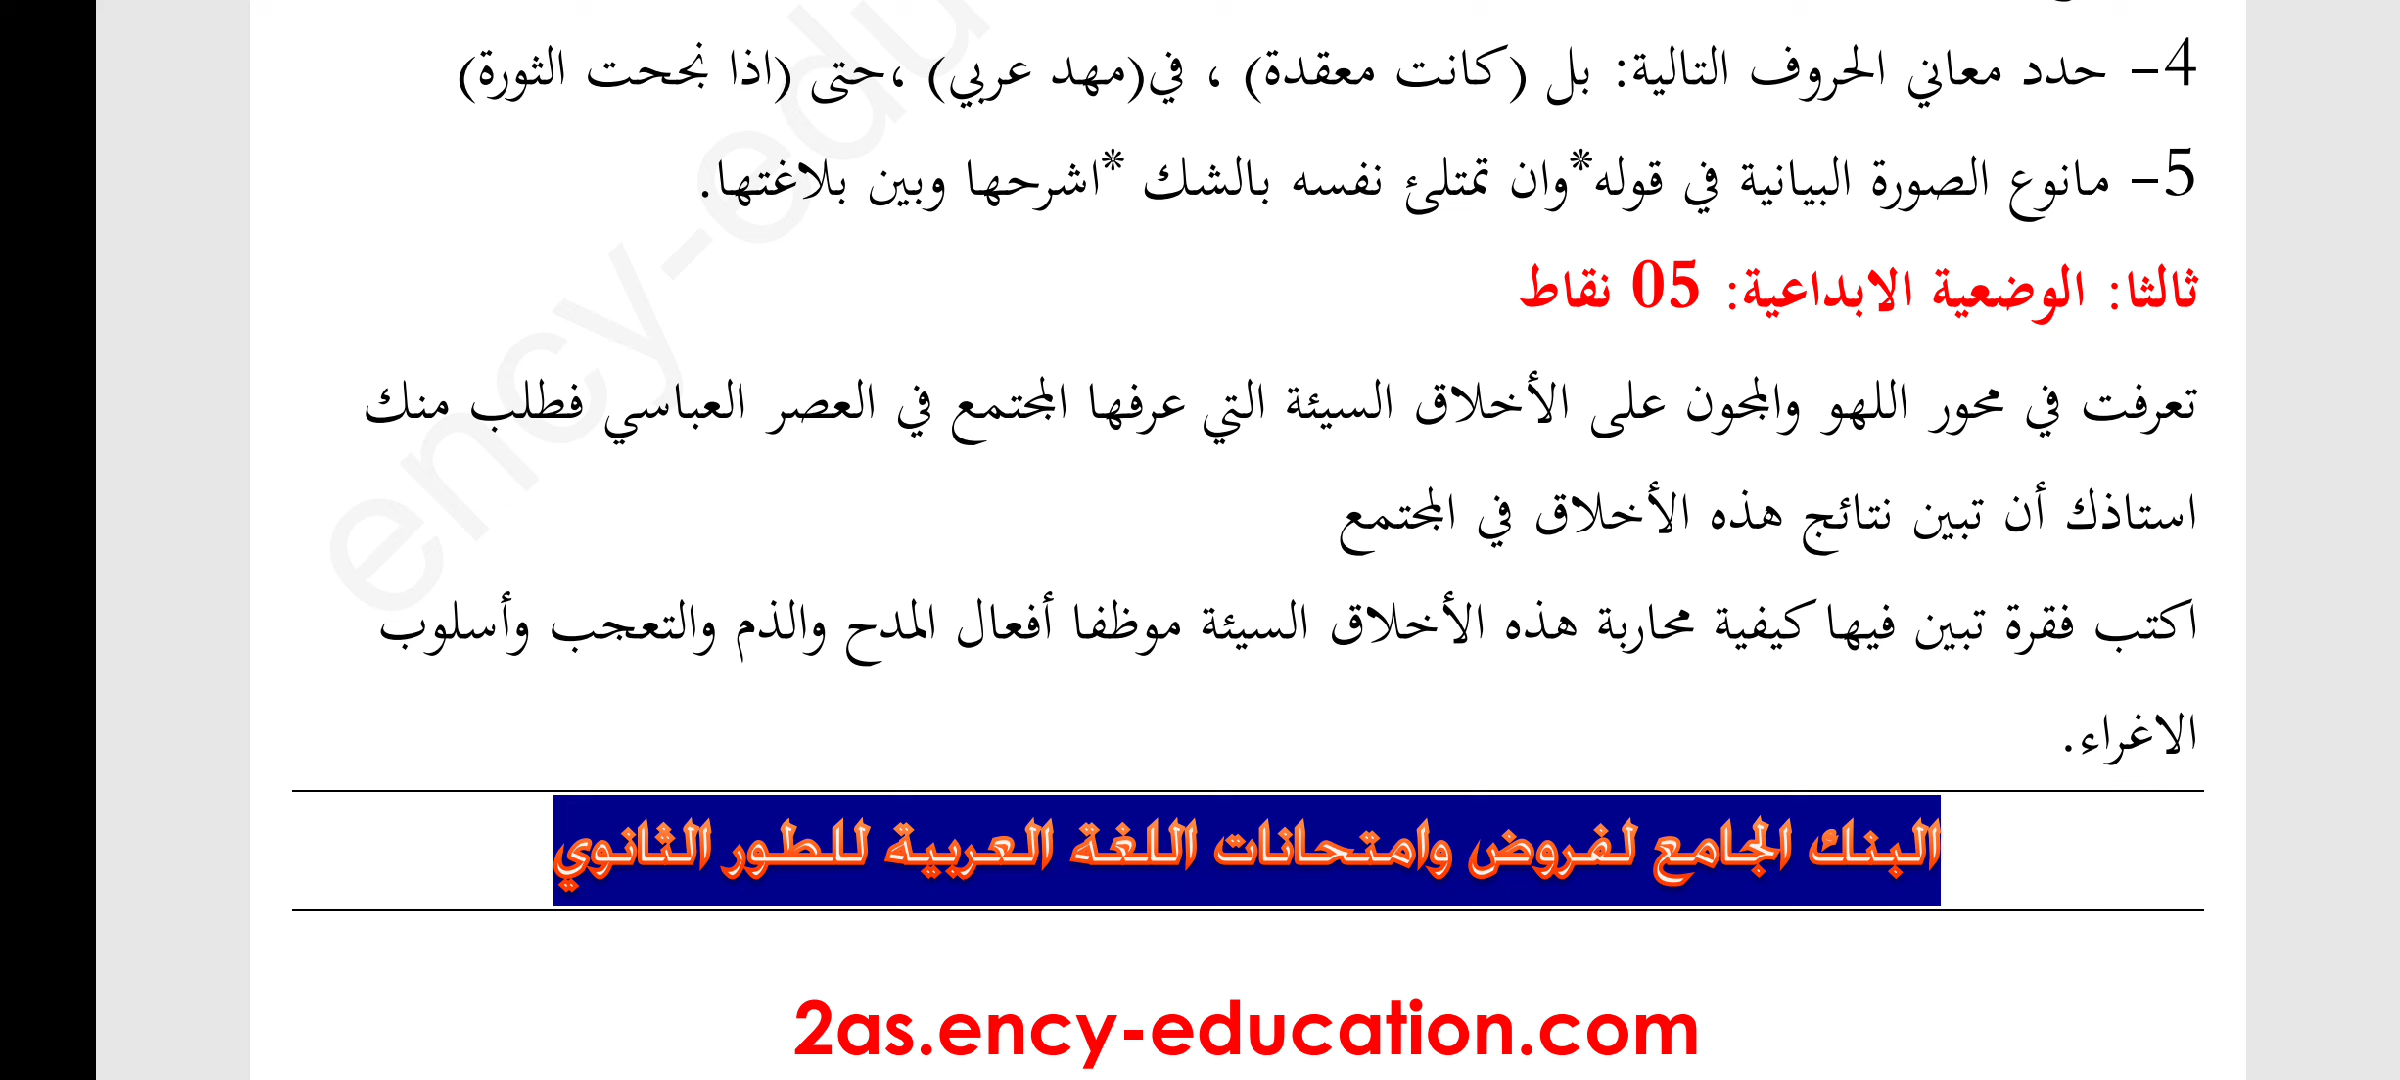 4- حدد معاني الحروف التالية: بل (كانت معقدة) ، في(مهد عربي) ،حتى (اذا نجحت الثورة)
5- مانوع الصورة البيانية في قوله*وان تمتلئ نفسه بالشك *اشرحها وبين بلاغتها.
ثالثا: الوضعية الابداعية: 05 نقاط
تعرفت في محور اللهو والمجون على الأخلاق السيئة التي عرفها المجتمع في العصر العباسي فطلب منك
استاذك أن تبين نتائج هذه الأخلاق في المجتمع
اكتب فقرة تبين فيها كيفية محاربة هذه الأخلاق السيئة موظفا أفعال المدح والذم والتعجب وأسلوب
الاغراء.
البنك الجامع لفروض وامتحانات اللغة العربية للطور الثانوي
2as.ency-education.com
ency-edu